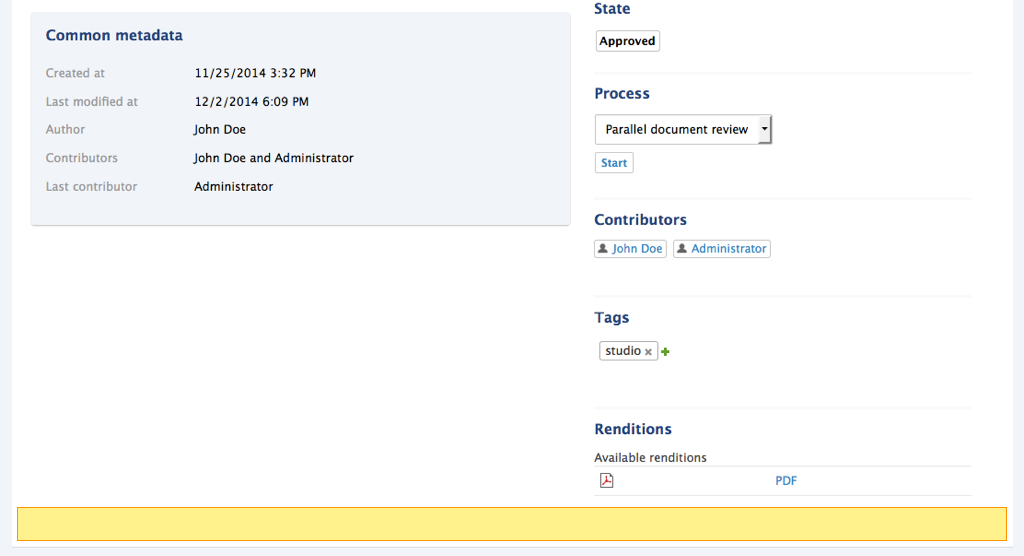 Common metadata
Created at 11/25/2014 3:32 PM
Last modified at 12/2/2014 6:09 PM
Author John Doe
Contributors John Doe and Administrator
Last contributor Administrator
State
Approved
Process
Parallel document review
Start
Contributors
John Doe Administrator
Tags
studio
Renditions
Available renditions
PDF